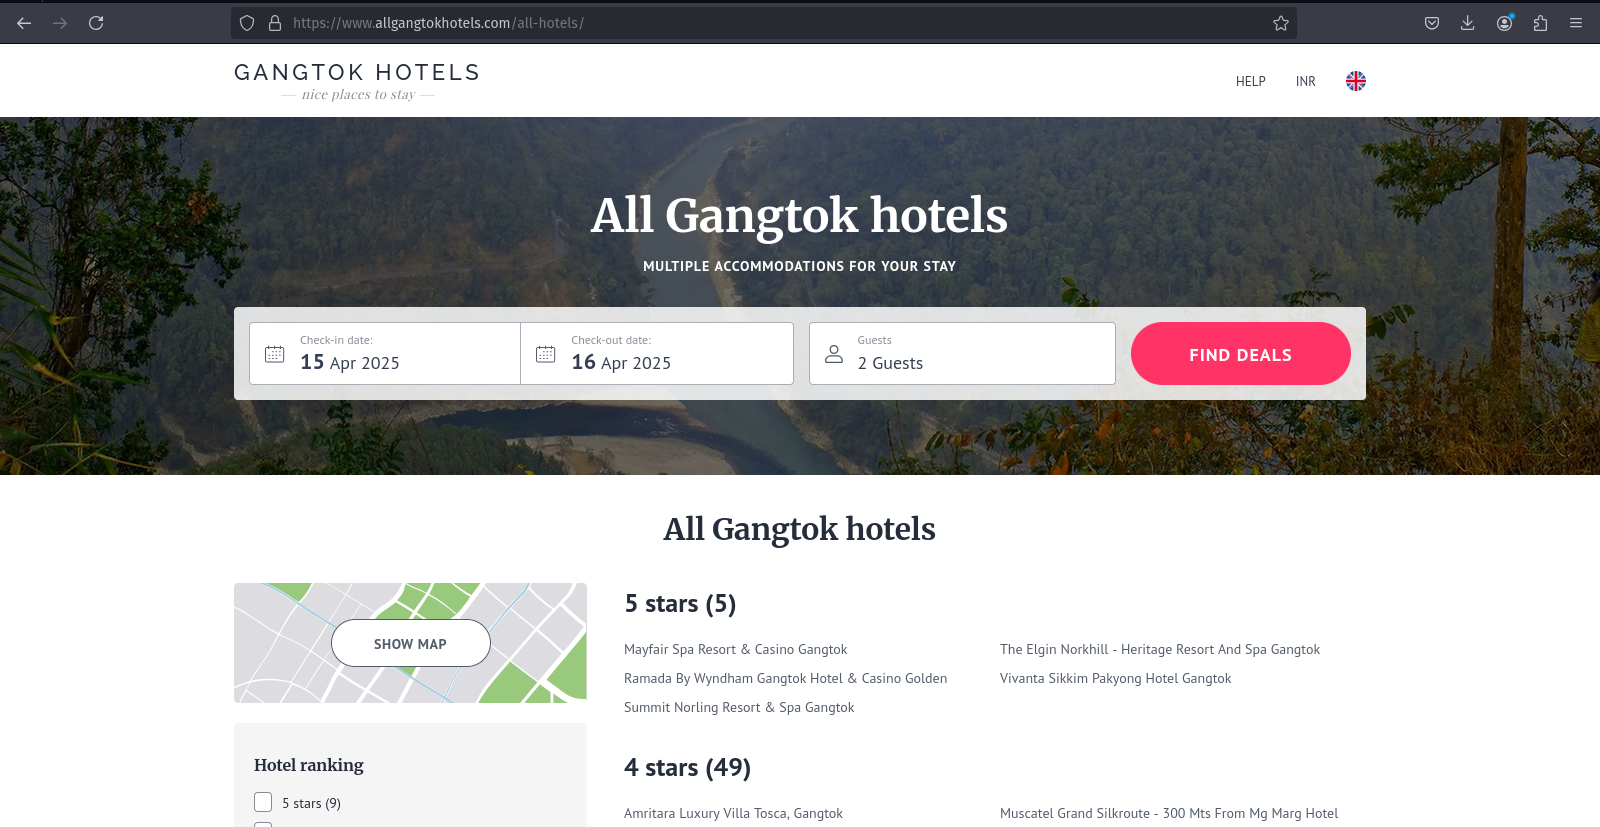 https://www.allgangtokhotels.com/all-hotels/
GANGTOK HOTELS
nice places to stay
HELP
INR
All Gangtok hotels
MULTIPLE ACCOMMODATIONS FOR YOUR STAY
Check-in date:
15 Apr 2025
Check-out date:
16 Apr 2025
Guests
2 Guests
FIND DEALS
All Gangtok hotels
SHOW MAP
Hotel ranking
5 stars (9)
5 stars (5)
Mayfair Spa Resort & Casino Gangtok
The Elgin Norkhill - Heritage Resort And Spa Gangtok
Ramada By Wyndham Gangtok Hotel & Casino Golden
Vivanta Sikkim Pakyong Hotel Gangtok
Summit Norling Resort & Spa Gangtok
4 stars (49)
Amritara Luxury Villa Tosca, Gangtok
Muscatel Grand Silkroute - 300 Mts From Mg Marg Hotel